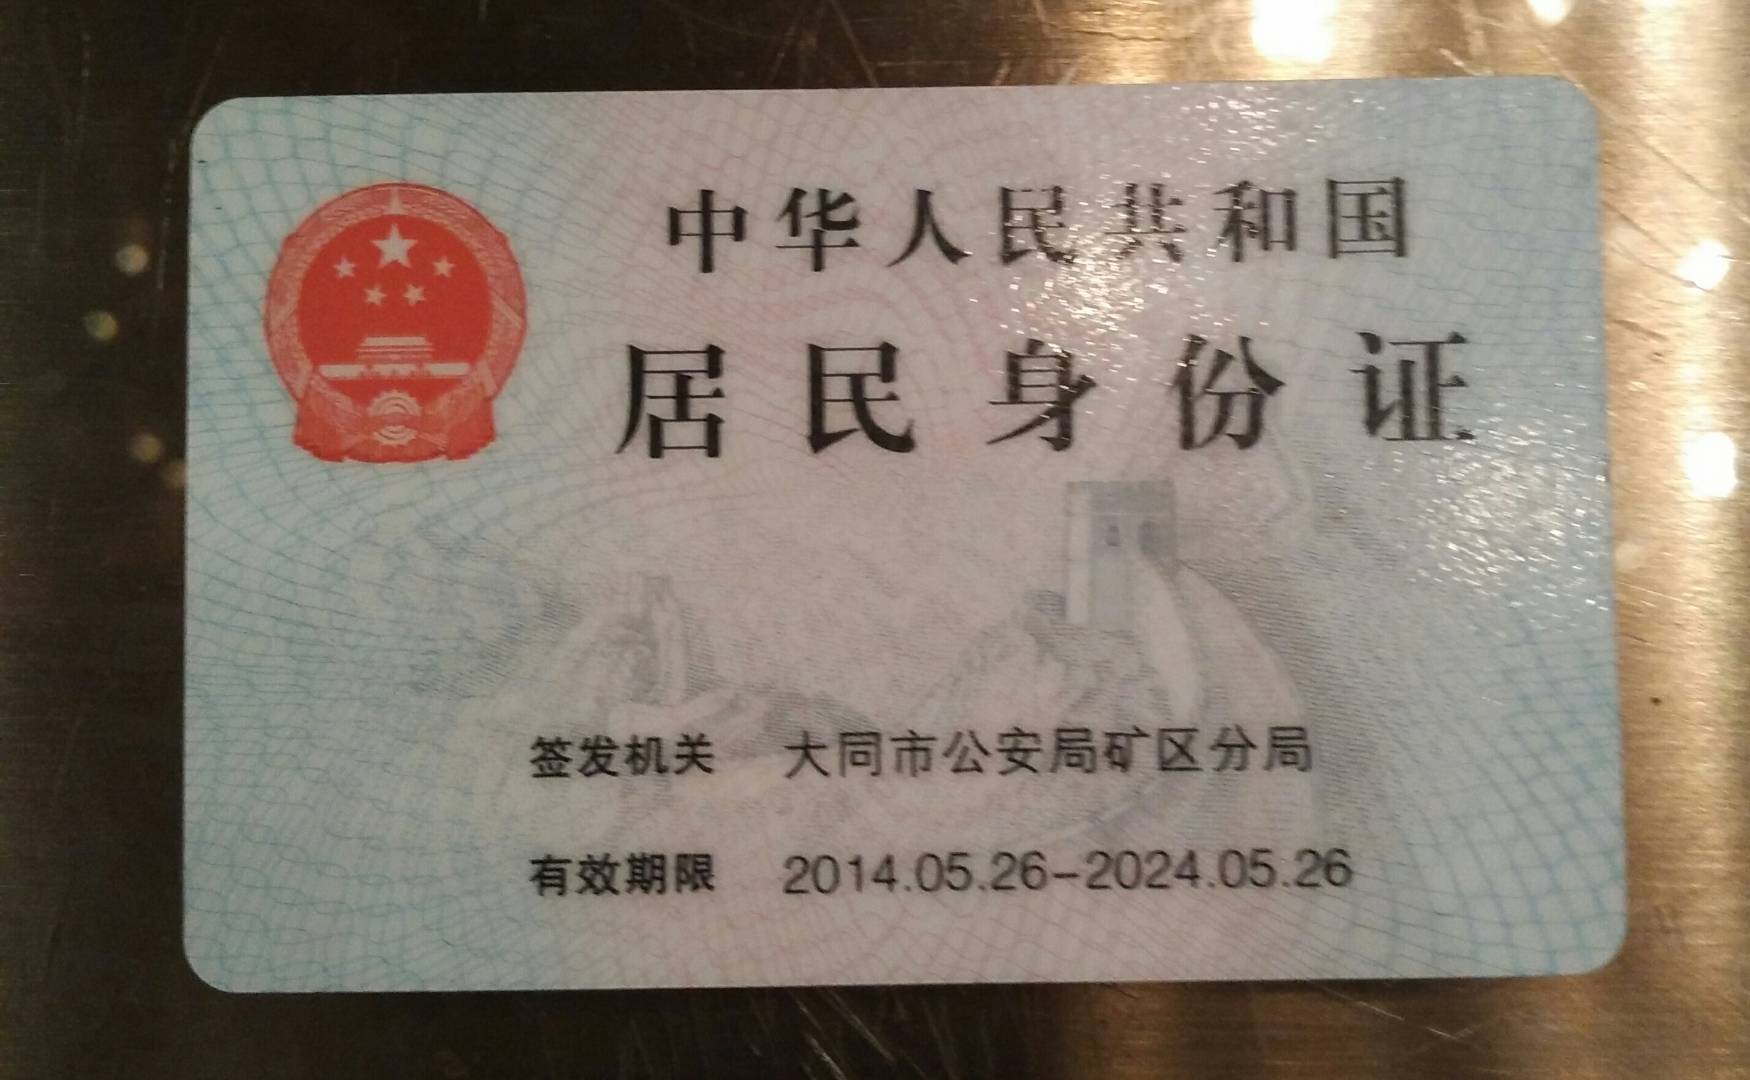 中华人民共和国
居民身份证
签发机关 大同市公安局矿区分局
有效期限 2014.05.26-2024.05.26